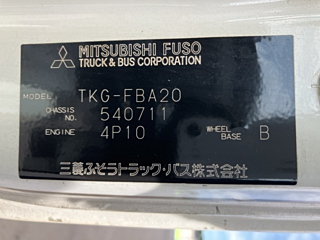 MITSUBISHI FUSO
TRUCK & BUS CORPORATION
MODEL TKG-FBA20
CHASSIS NO. 540711
ENGINE 4P10 WHEEL BASE B
三菱ふそうトラック・バス株式会社